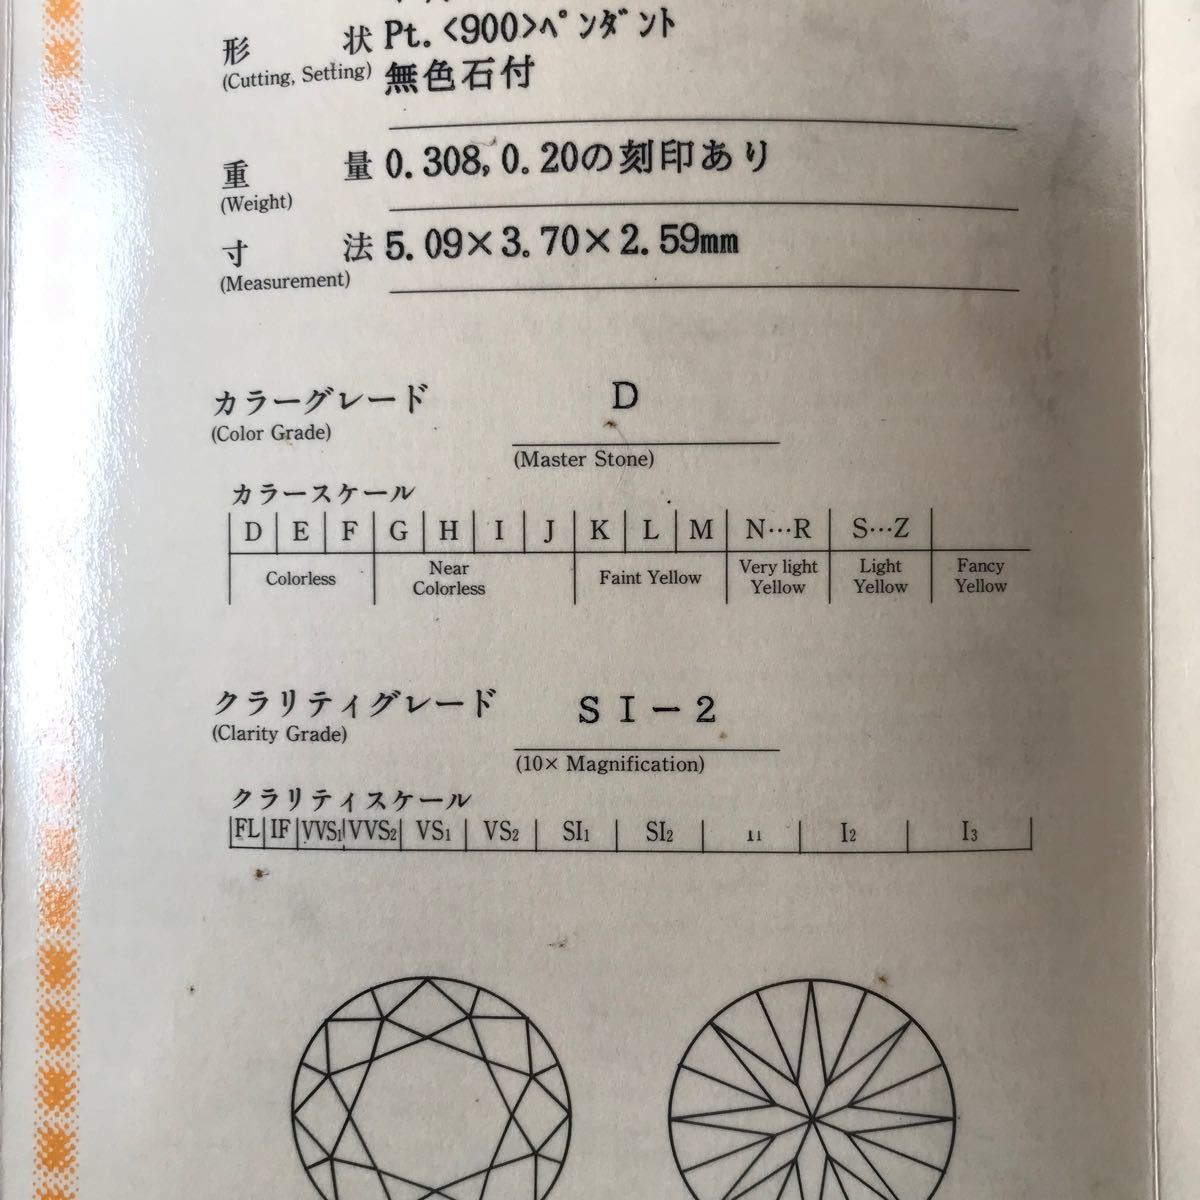 形状 Pt.<900>ﾍﾟﾝﾀﾞﾝﾄ
(Cutting, Setting) 無色石付
重量 0.308, 0.20の刻印あり
(Weight)
寸法 5.09×3.70×2.59mm
(Measurement)
カラーグレード D
(Color Grade)
(Master Stone)
カラースケール
D E F G H I J K L M N…R S…Z
Colorless Near Colorless Faint Yellow Very light Yellow Light Yellow Fancy Yellow
クラリティグレード SI-2
(Clarity Grade)
(10× Magnification)
クラリティスケール
FL IF VVS1 VVS2 VS1 VS2 SI1 SI2 I2 I3